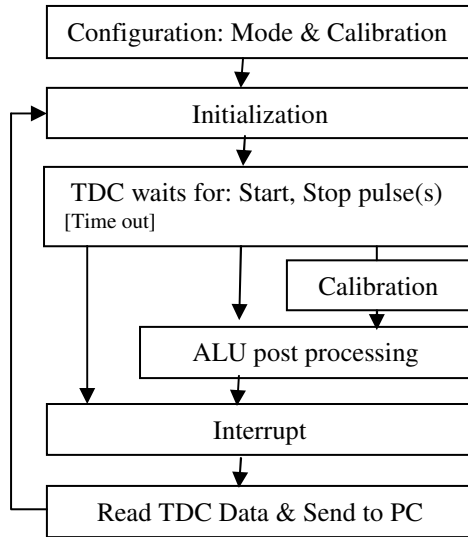 Configuration: Mode & Calibration
Initialization
TDC waits for: Start, Stop pulse(s)
[Time out]
Calibration
ALU post processing
Interrupt
Read TDC Data & Send to PC